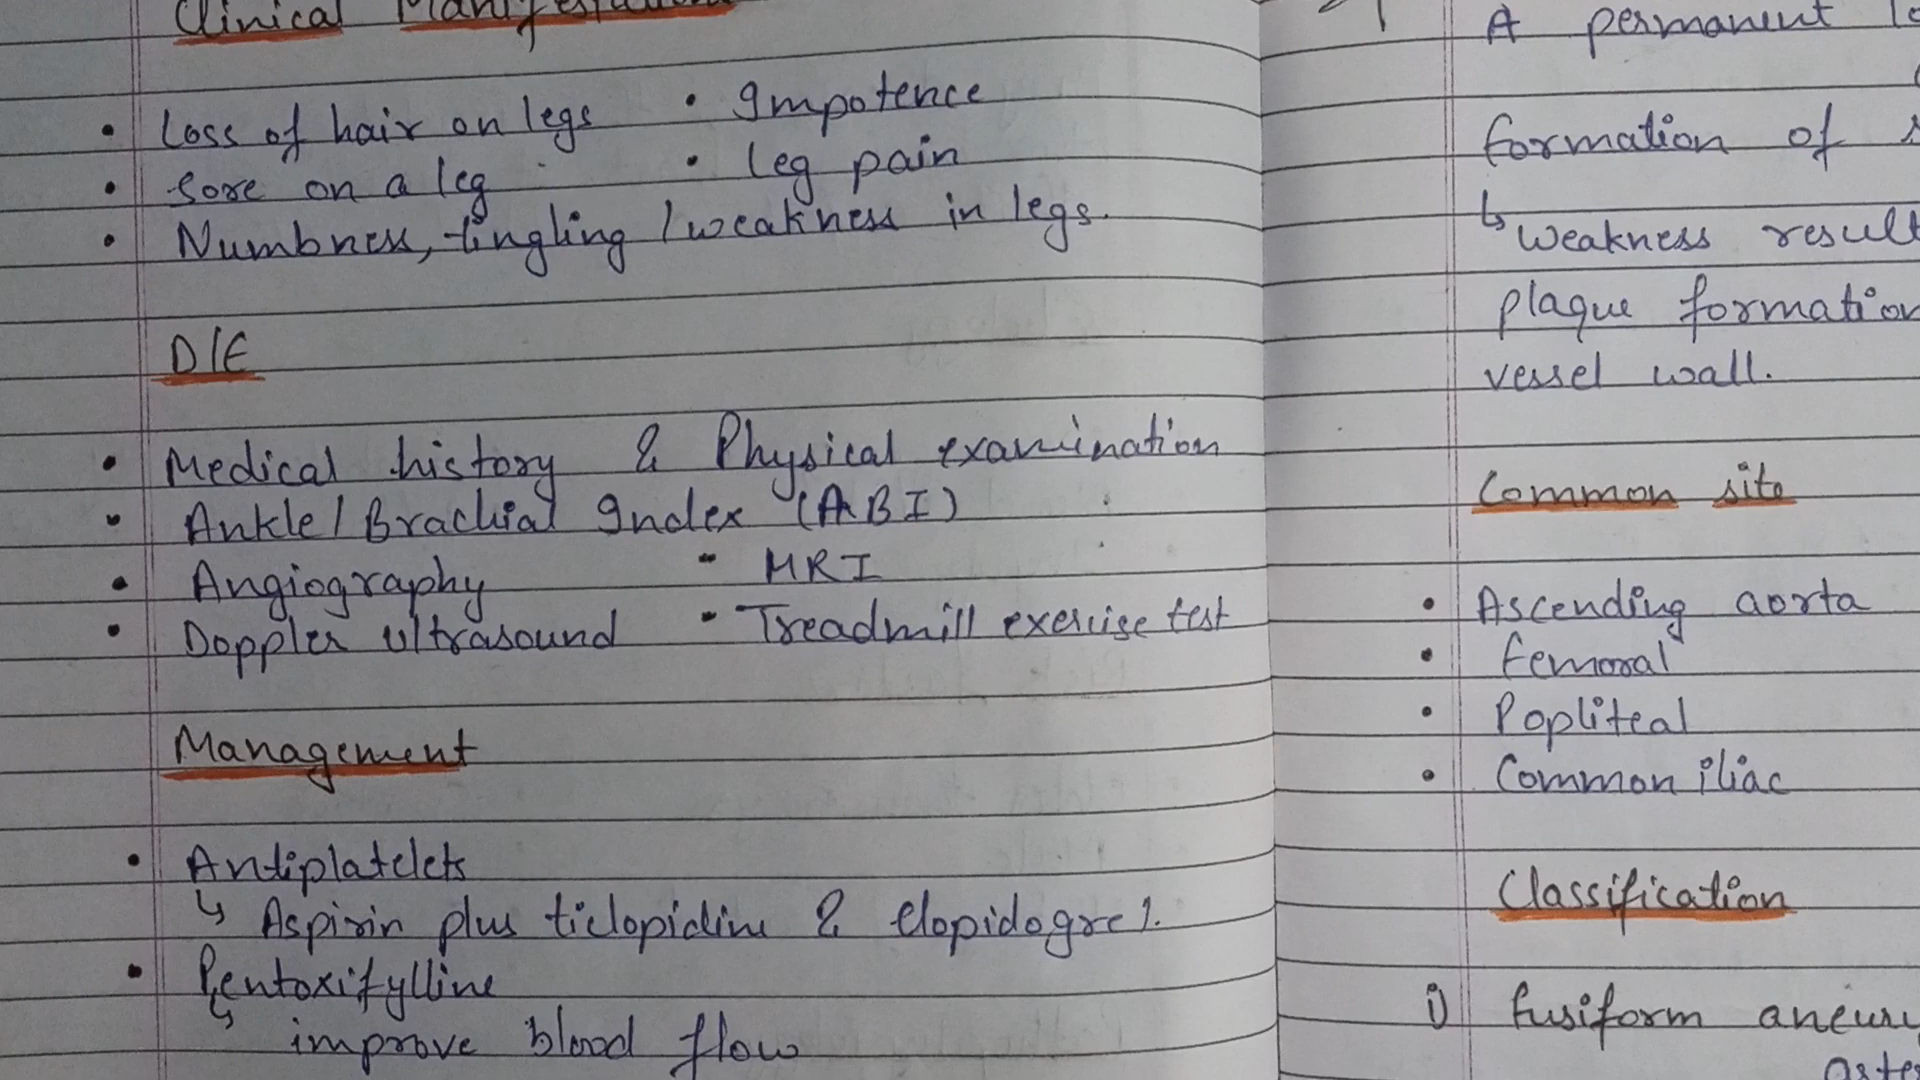 Clinical Manifestations
• Loss of hair on legs • Impotence
• Sore on a leg • Leg pain
• Numbness, tingling / weakness in legs.
D/E
• Medical history & Physical examination
• Ankle / Brachial Index (ABI)
• Angiography • MRI
• Doppler ultrasound • Treadmill exercise test
Management
• Antiplatelets
↳ Aspirin plus ticlopidine & Clopidogrel.
• Pentoxifylline
↳ improve blood flow
A permanent
formation of
↳ Weakness result
plaque formation
vessel wall.
Common site
• Ascending aorta
• Femoral
• Popliteal
• Common iliac
Classification
i) fusiform